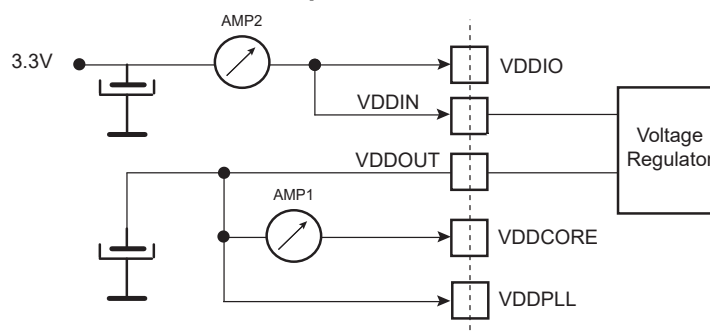 AMP2
3.3V
VDDIO
VDDIN
Voltage
Regulator
VDDOUT
AMP1
VDDCORE
VDDPLL